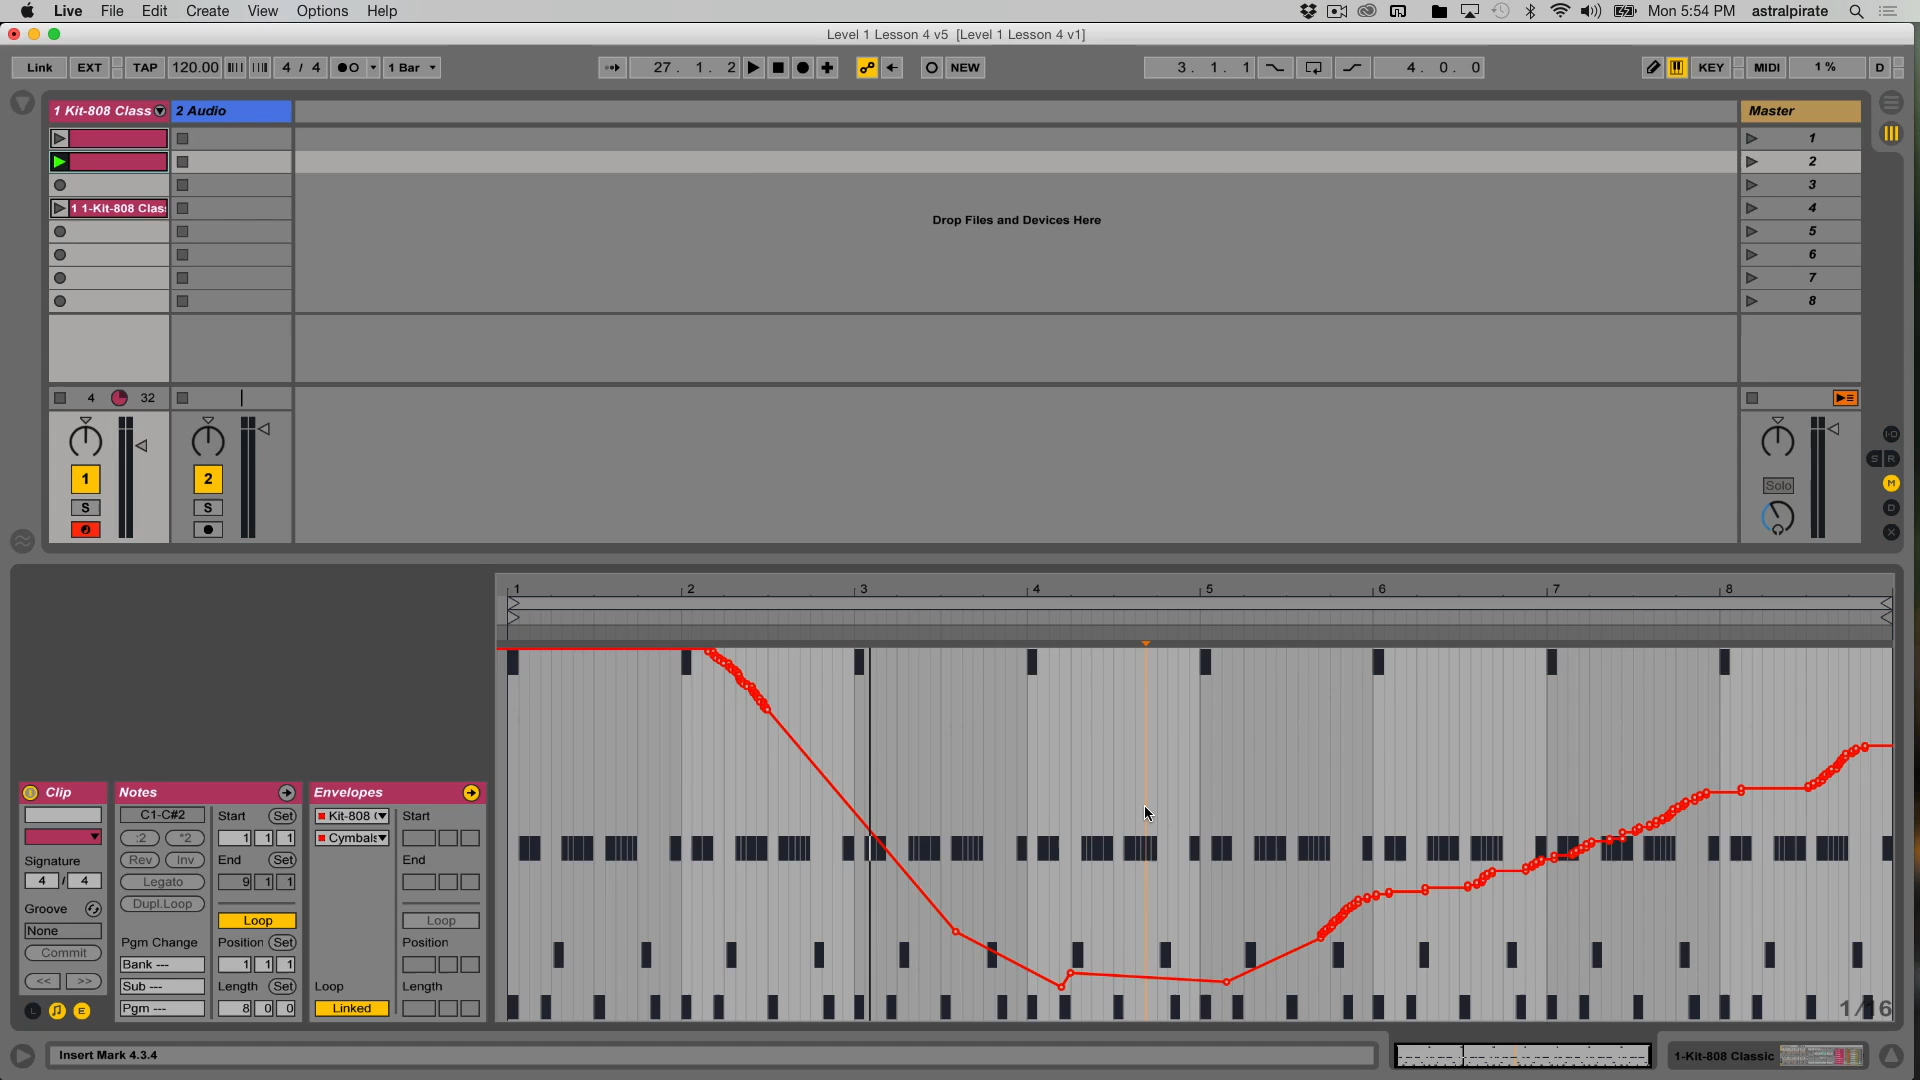 Live File Edit Create View Options Help Mon 5:54 PM astralpirate
Level 1 Lesson 4 v5 [Level 1 Lesson 4 v1]
Link EXT TAP 120.00 4 / 4 1 Bar 27. 1. 2 NEW 3. 1. 1 4. 0. 0 KEY MIDI 1 % D
1 Kit-808 Class 2 Audio Master
1
2
3
1 1-Kit-808 Clas 4
Drop Files and Devices Here
5
6
7
8
4 32
1 2
S S Solo
S R
M
D
X
1 2 3 4 5 6 7 8
Clip Notes Envelopes
C1-C#2 Start Set Kit-808 ( Start
:2 *2 1 1 1 Cymbals
Signature Rev Inv End Set End
4 / 4 Legato 9 1 1
Groove Dupl.Loop
None Loop Loop
Commit Pgm Change Position Set Position
Bank --- 1 1 1
<< >> Sub --- Length Set Loop Length
L E Pgm --- 8 0 0 Linked
1/16
Insert Mark 4.3.4 1-Kit-808 Classic